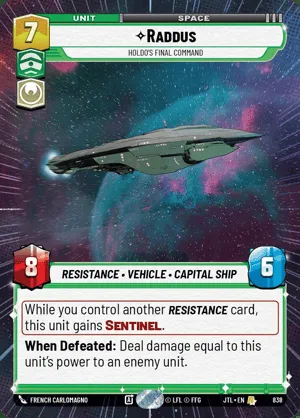 UNIT SPACE
7
✧RADDUS
HOLDO'S FINAL COMMAND
8
RESISTANCE • VEHICLE • CAPITAL SHIP
6
While you control another RESISTANCE card,
this unit gains SENTINEL.
When Defeated: Deal damage equal to this
unit's power to an enemy unit.
FRENCH CARLOMAGNO © LFL © FFG JTL • EN 838